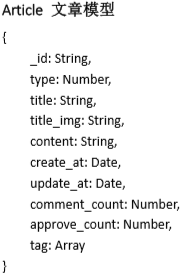 Article 文章模型
{
_id: String,
type: Number,
title: String,
title_img: String,
content: String,
create_at: Date,
update_at: Date,
comment_count: Number,
approve_count: Number,
tag: Array
}